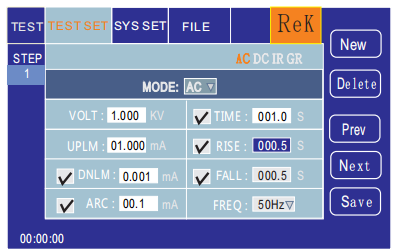 TEST TEST SET SYS SET FILE ReK
New
STEP AC DC IR GR
1
MODE: AC
Delete
VOLT : 1.000 KV TIME : 001.0 S
Prev
UPLM : 01.000 mA RISE : 000.5 S
Next
DNLM : 0.001 mA FALL : 000.5 S
Save
ARC : 00.1 mA FREQ : 50Hz
00:00:00